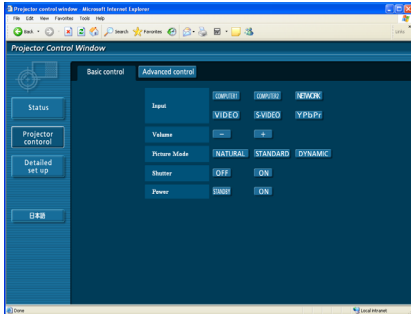 Projector control window - Microsoft Internet Explorer
File Edit View Favorites Tools Help
Back Search Favorites Links
Projector Control Window
Basic control Advanced control
Status
Projector
contorol
Detailed
set up
日本語
Input COMPUTER1 COMPUTER2 NETWORK
VIDEO S-VIDEO YPbPr
Volume - +
Picture Mode NATURAL STANDARD DYNAMIC
Shutter OFF ON
Power STANDBY ON
Done Local intranet